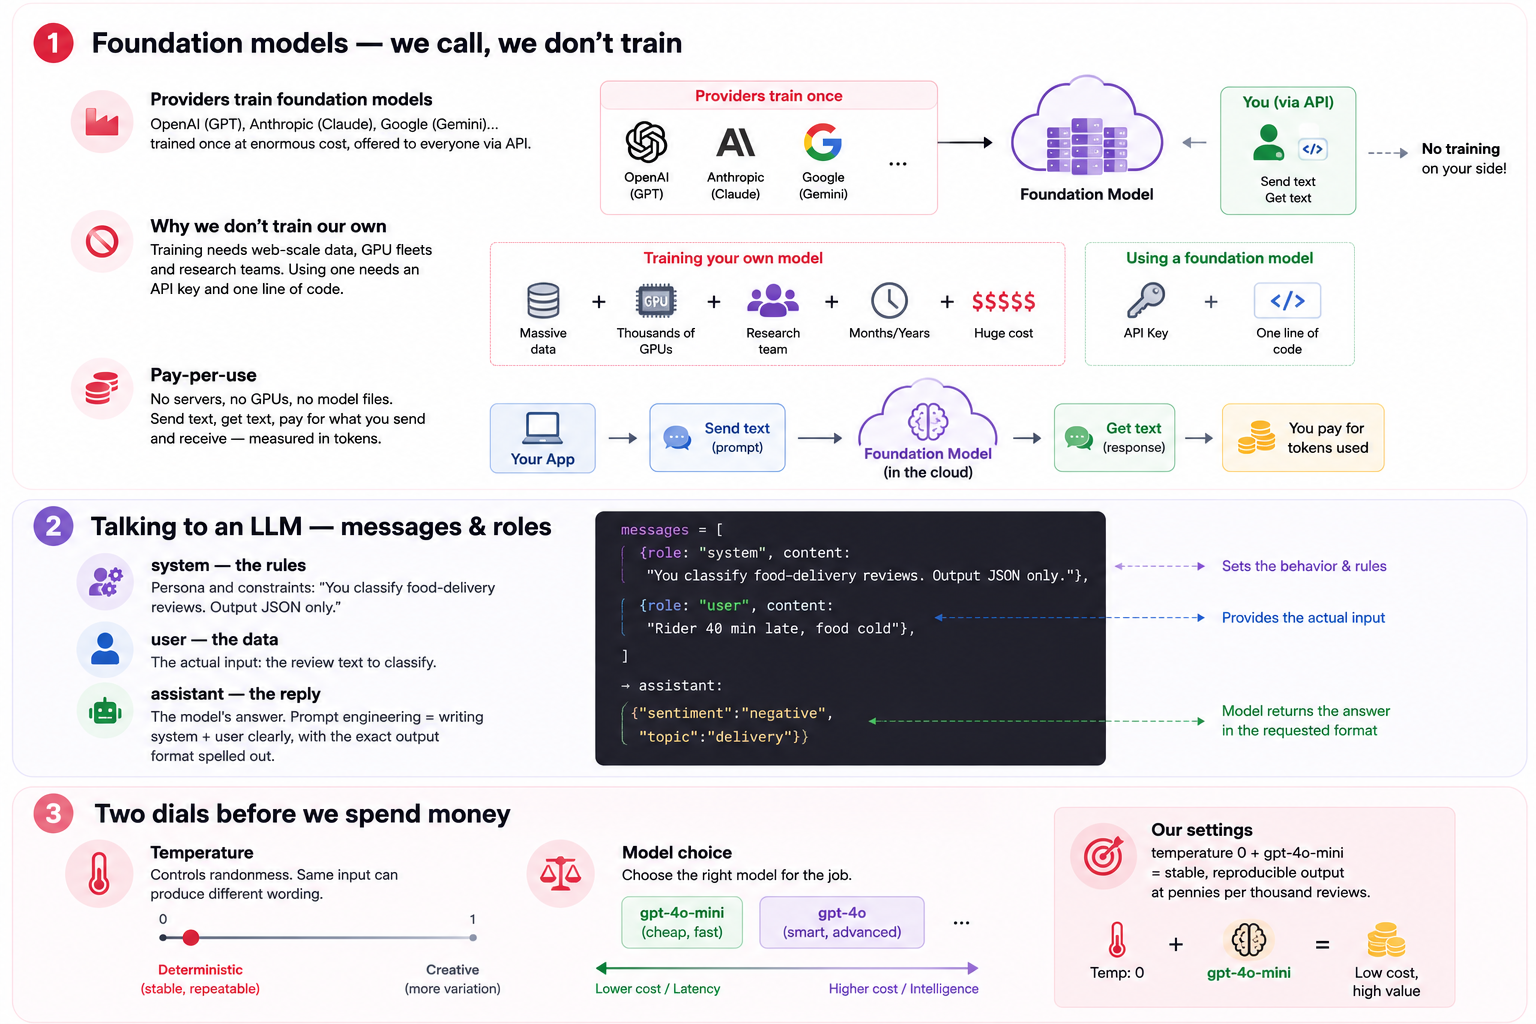 1
Foundation models — we call, we don't train
Providers train foundation models
OpenAI (GPT), Anthropic (Claude), Google (Gemini)...
trained once at enormous cost, offered to everyone via API.
Providers train once
OpenAI
(GPT)
Anthropic
(Claude)
Google
(Gemini)
...
Foundation Model
You (via API)
</>
Send text
Get text
No training
on your side!
Why we don't train our own
Training needs web-scale data, GPU fleets
and research teams. Using one needs an
API key and one line of code.
Training your own model
Massive
data
+
GPU
Thousands of
GPUs
+
Research
team
+
Months/Years
+
$$$$$
Huge cost
Using a foundation model
API Key
+
</>
One line of
code
Pay-per-use
No servers, no GPUs, no model files.
Send text, get text, pay for what you send
and receive — measured in tokens.
Your App
Send text
(prompt)
Foundation Model
(in the cloud)
Get text
(response)
You pay for
tokens used
2
Talking to an LLM — messages & roles
system — the rules
Persona and constraints: "You classify food-delivery
reviews. Output JSON only."
user — the data
The actual input: the review text to classify.
assistant — the reply
The model's answer. Prompt engineering = writing
system + user clearly, with the exact output
format spelled out.
messages = [
{role: "system", content:
"You classify food-delivery reviews. Output JSON only."},
{role: "user", content:
"Rider 40 min late, food cold"},
]
→ assistant:
{"sentiment":"negative",
"topic":"delivery"}}
Sets the behavior & rules
Provides the actual input
Model returns the answer
in the requested format
3
Two dials before we spend money
Temperature
Controls randonmess. Same input can
produce different wording.
0
1
Deterministic
(stable, repeatable)
Creative
(more variation)
Model choice
Choose the right model for the job.
gpt-4o-mini
(cheap, fast)
gpt-4o
(smart, advanced)
...
Lower cost / Latency
Higher cost / Intelligence
Our settings
temperature 0 + gpt-4o-mini
= stable, reproducible output
at pennies per thousand reviews.
Temp: 0
+
gpt-4o-mini
=
Low cost,
high value